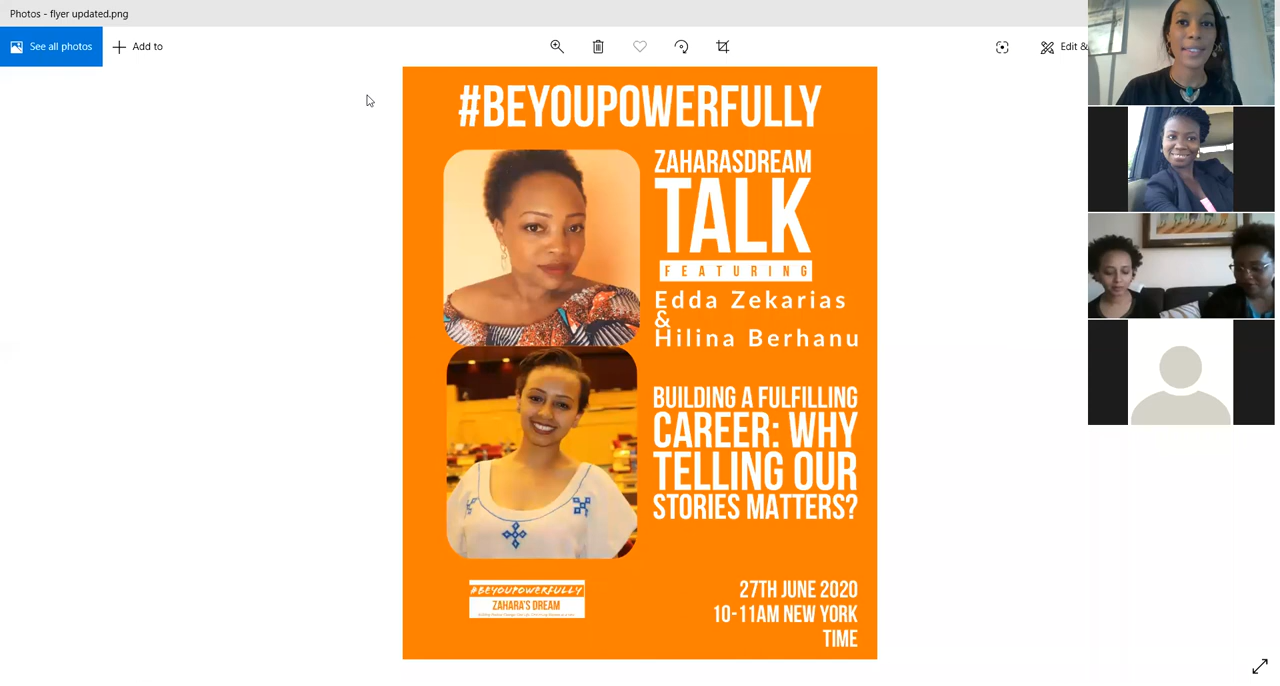 Photos - flyer updated.png
See all photos
Add to
Edit &
#BEYOUPOWERFULLY
ZAHARASDREAM
TALK
FEATURING
Edda Zekarias
&
Hilina Berhanu
BUILDING A FULFILLING
CAREER: WHY
TELLING OUR
STORIES MATTERS?
#BEYOUPOWERFULLY
ZAHARA'S DREAM
27TH JUNE 2020
10-11AM NEW YORK
TIME